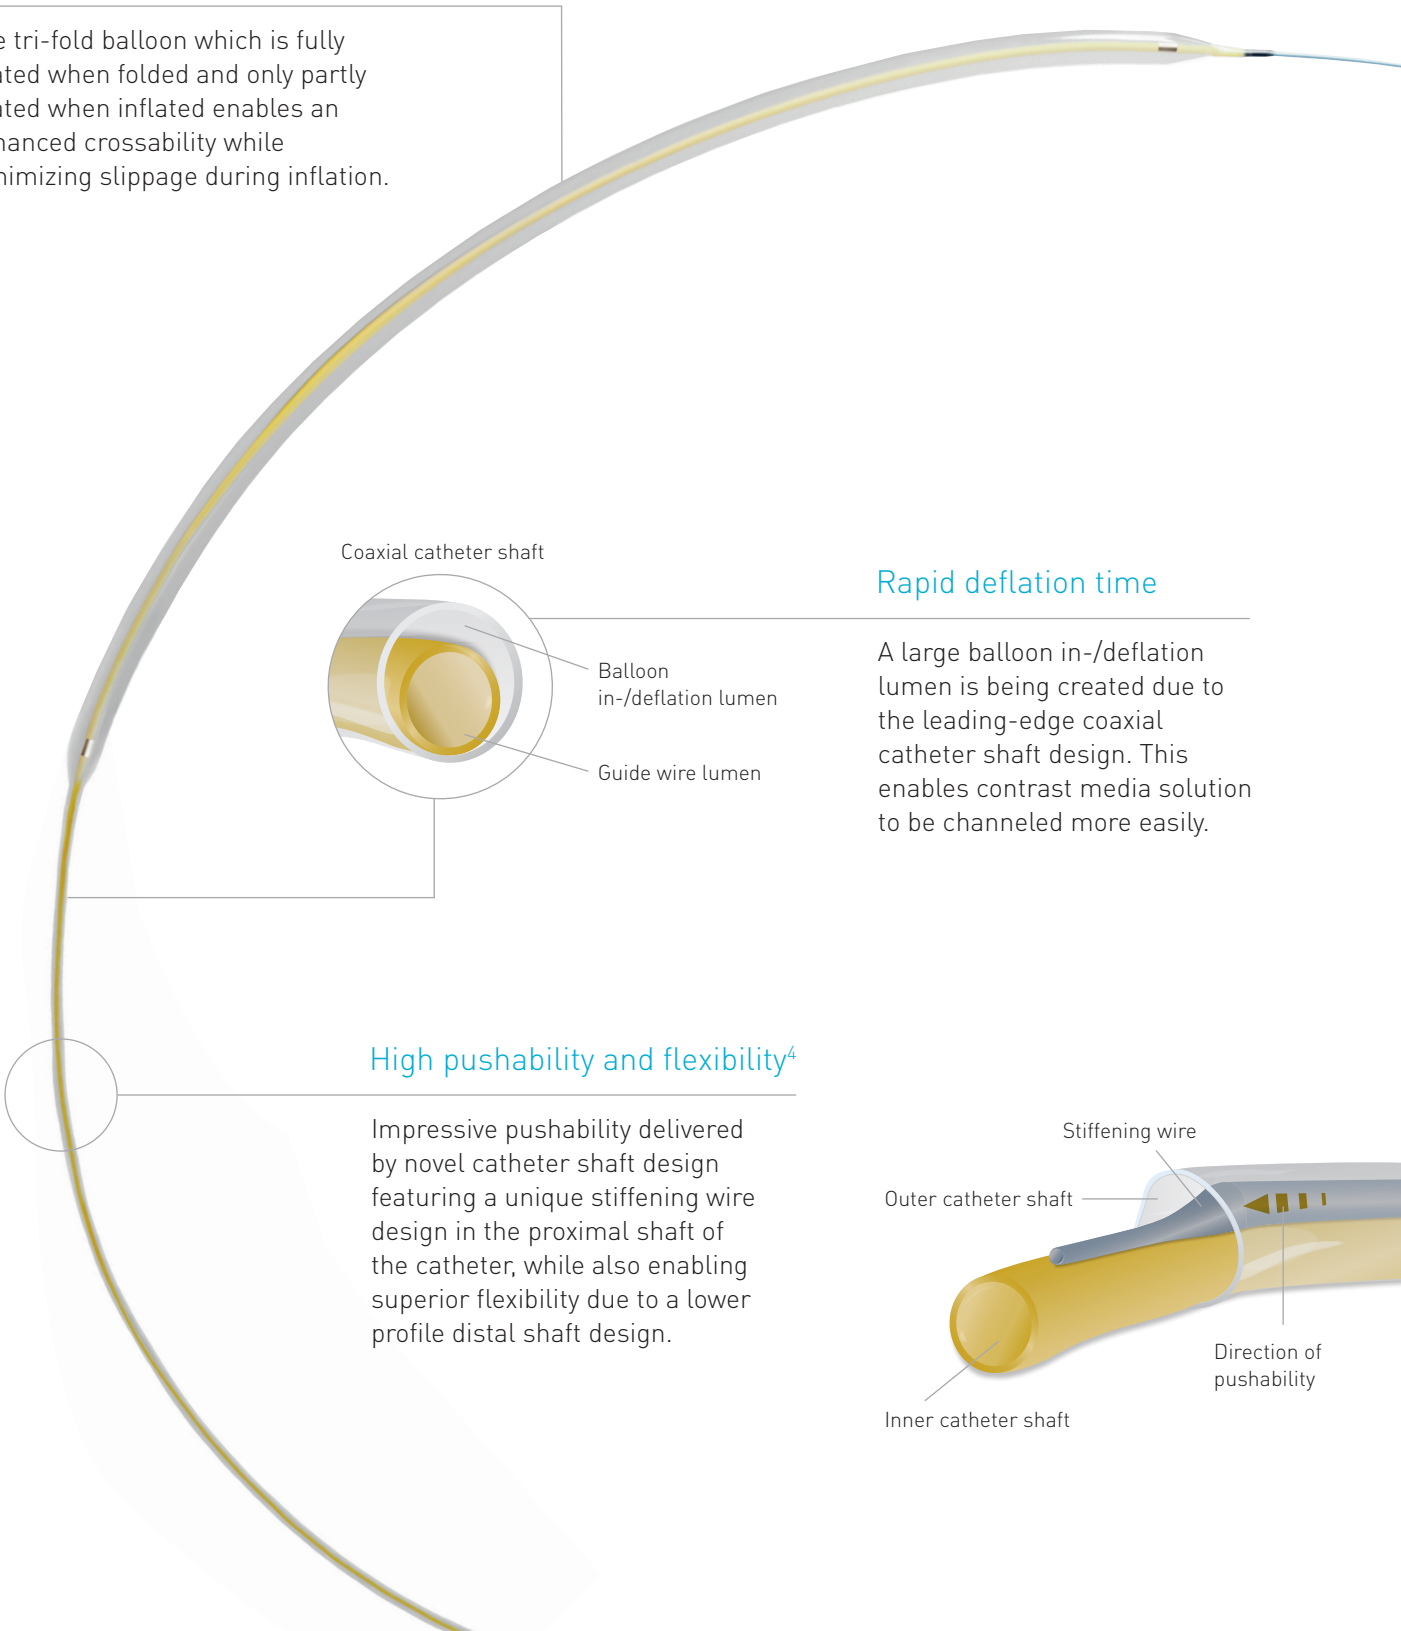 tri-fold balloon which is fully
when folded and only partly
when inflated enables an
crossability while
slippage during inflation.
Coaxial catheter shaft
Balloon
in-/deflation lumen
Guide wire lumen
Rapid deflation time
A large balloon in-/deflation
lumen is being created due to
the leading-edge coaxial
catheter shaft design. This
enables contrast media solution
to be channeled more easily.
High pushability and flexibility⁴
Impressive pushability delivered
by novel catheter shaft design
featuring a unique stiffening wire
design in the proximal shaft of
the catheter, while also enabling
superior flexibility due to a lower
profile distal shaft design.
Stiffening wire
Outer catheter shaft
Direction of
pushability
Inner catheter shaft